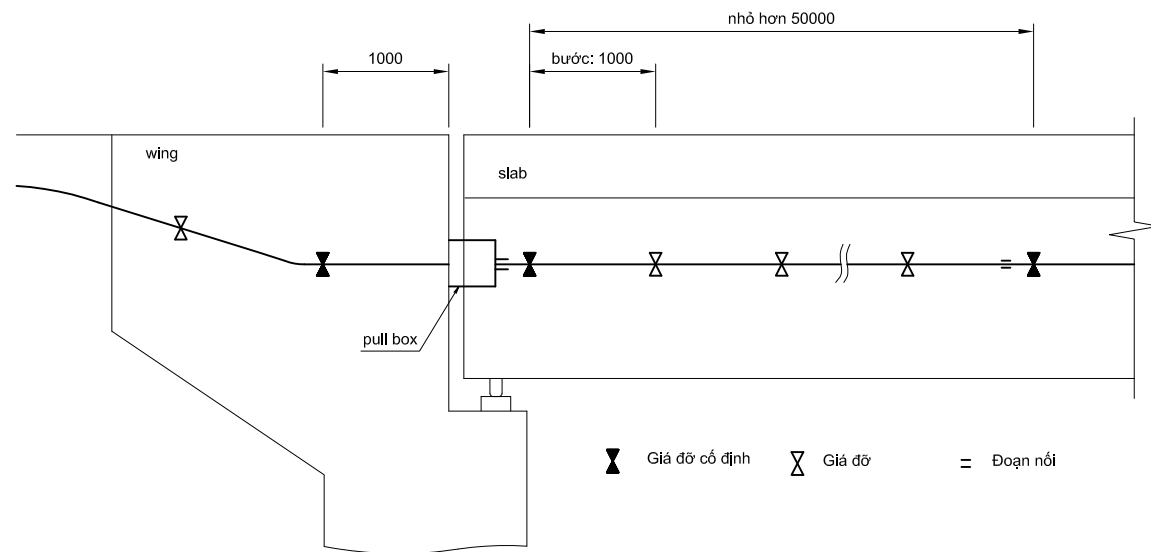 nhỏ hơn 50000
1000
bước: 1000
wing
slab
pull box
Giá đỡ cố định
Giá đỡ
Đoạn nối